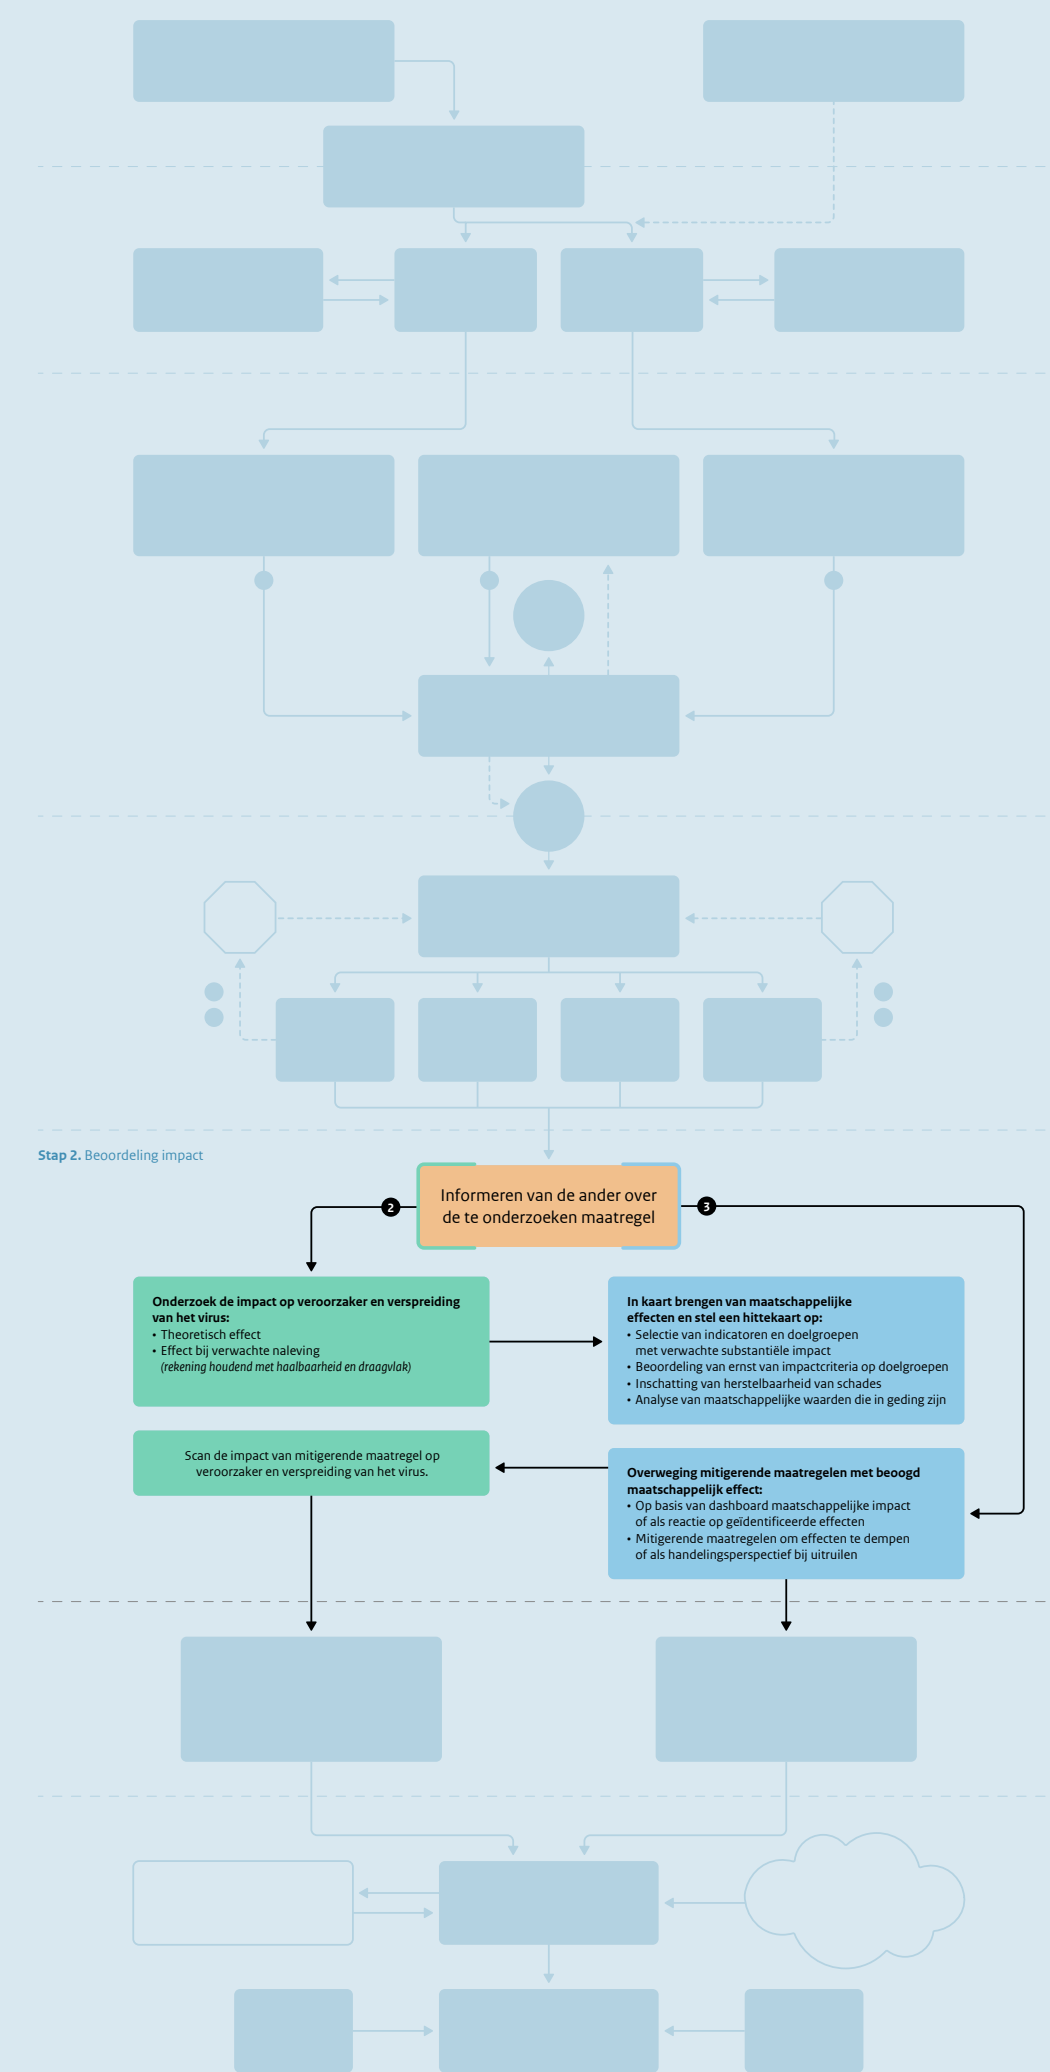 Stap 2. Beoordeling impact
Informeren van de ander over
de te onderzoeken maatregel
2
3
Onderzoek de impact op veroorzaker en verspreiding
van het virus:
• Theoretisch effect
• Effect bij verwachte naleving
(rekening houdend met haalbaarheid en draagvlak)
In kaart brengen van maatschappelijke
effecten en stel een hittekaart op:
• Selectie van indicatoren en doelgroepen
met verwachte substantiële impact
• Beoordeling van ernst van impactcriteria op doelgroepen
• Inschatting van herstelbaarheid van schades
• Analyse van maatschappelijke waarden die in geding zijn
Scan de impact van mitigerende maatregel op
veroorzaker en verspreiding van het virus.
Overweging mitigerende maatregelen met beoogd
maatschappelijk effect:
• Op basis van dashboard maatschappelijke impact
of als reactie op geïdentificeerde effecten
• Mitigerende maatregelen om effecten te dempen
of als handelingsperspectief bij uitruilen